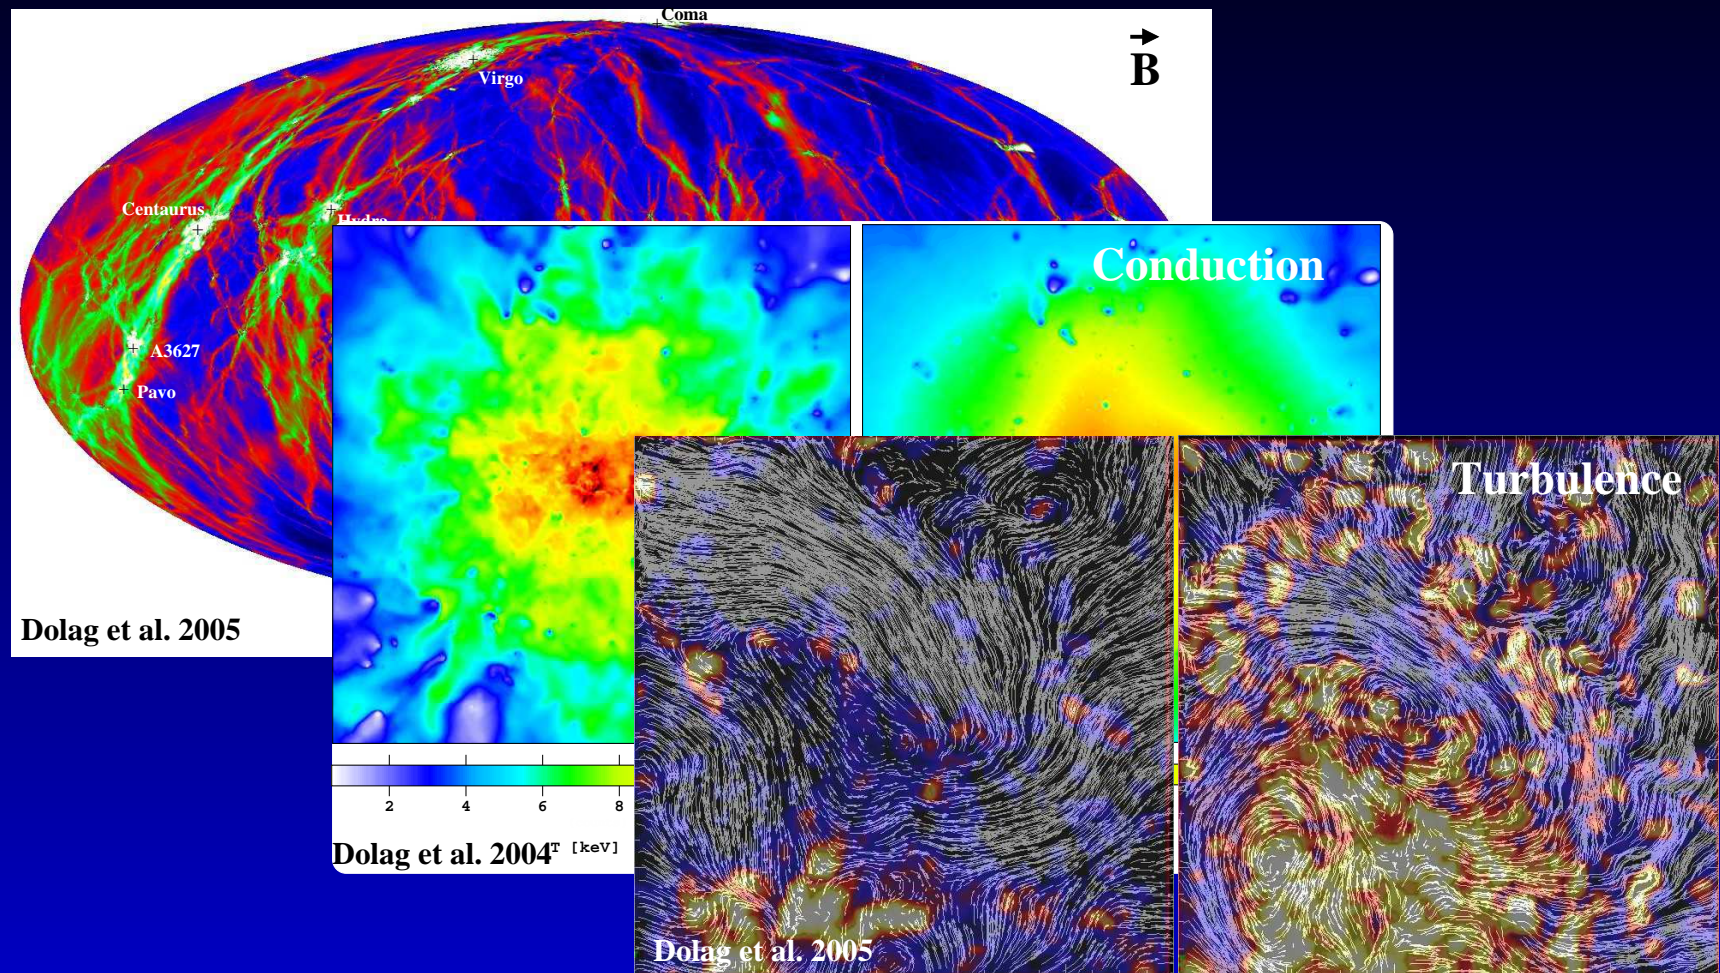 Coma
B
Virgo
Centaurus
Hydra
Conduction
A3627
Pavo
Turbulence
Dolag et al. 2005
2 4 6 8
Dolag et al. 2004
T [keV]
Dolag et al. 2005